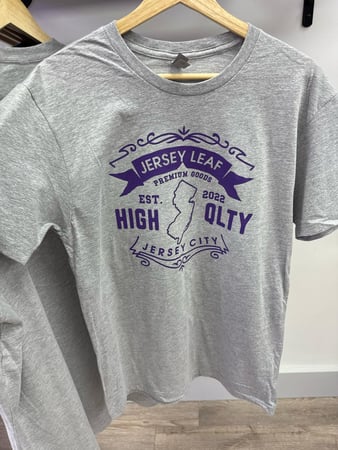 JERSEY LEAF
PREMIUM GOODS
EST. 2022
HIGH QLTY
JERSEY CITY